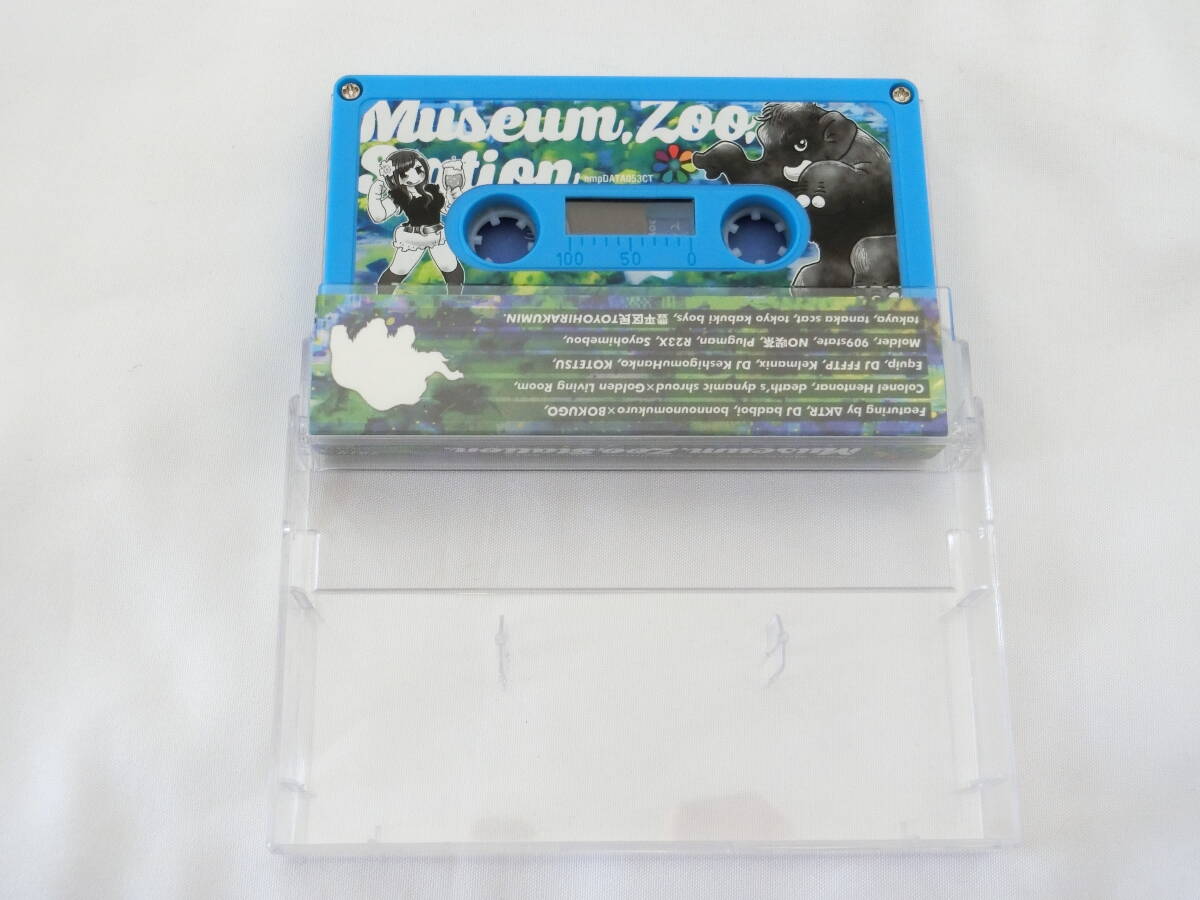 Museum, Zoo,
Station,
nmpDATA053CT
100 50 0
Featuring by ΔKTR, DJ badboi, bonnounomukuro×BOKUGO,
Colonel Hentonar, death's dynamic shroud×Golden Living Room,
Equip, DJ FFFTP, Kelmanix, DJ KeshigomuHanko, KOTETSU,
Molder, 909state, NO喫茶, Plugman, R23X, Sayohimebou,
takuya, tanaka scat, tokyo kabuki boys, 豊平区民TOYOHIRAKUMIN.
Museum, Zoo, Station,